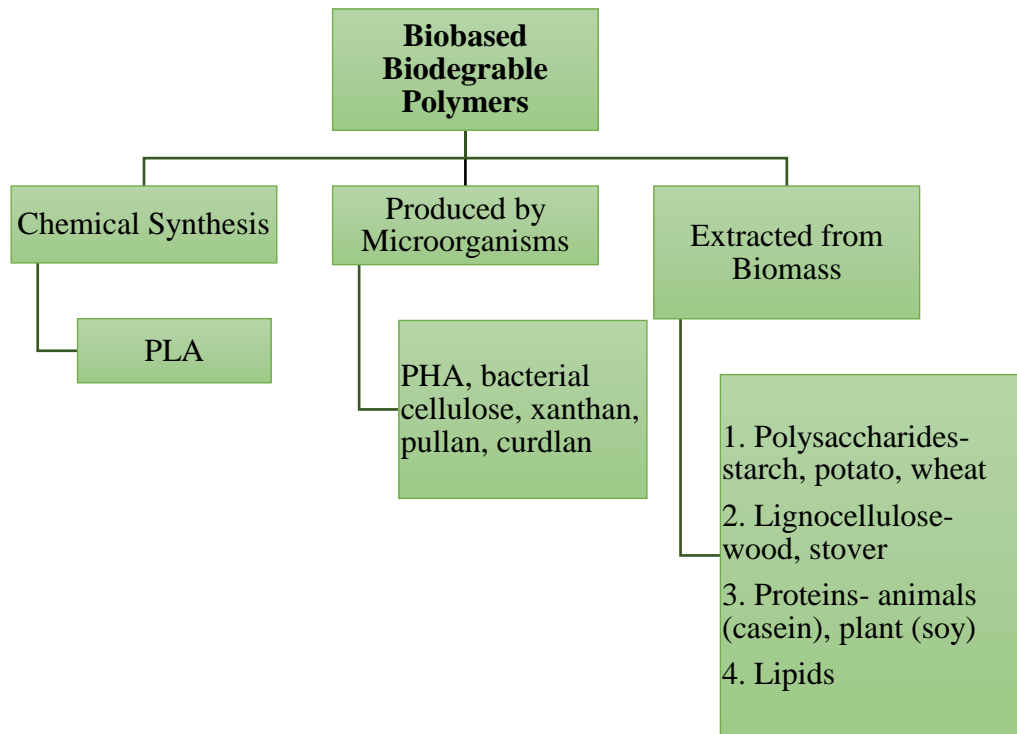 Biobased
Biodegrable
Polymers
Chemical Synthesis
Produced by
Microorganisms
Extracted from
Biomass
PLA
PHA, bacterial
cellulose, xanthan,
pullan, curdlan
1. Polysaccharides-
starch, potato, wheat
2. Lignocellulose-
wood, stover
3. Proteins- animals
(casein), plant (soy)
4. Lipids